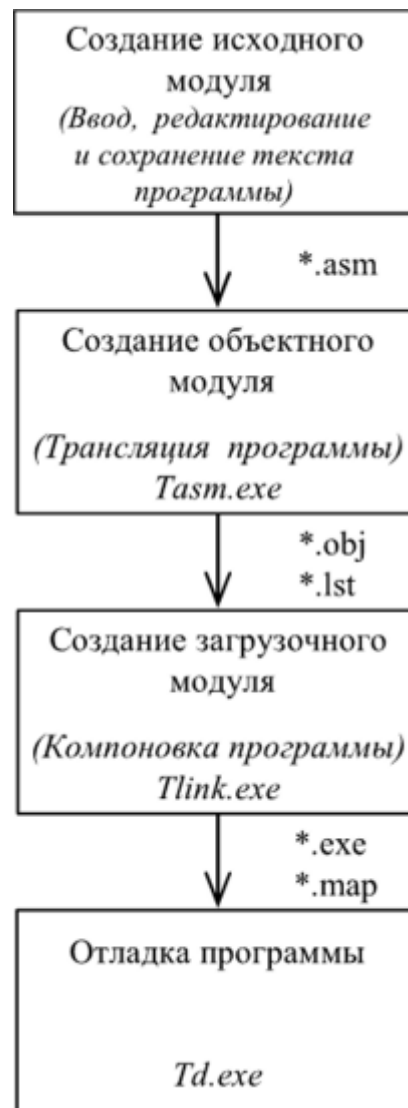 Создание исходного
модуля
(Ввод, редактирование
и сохранение текста
программы)
*.asm
Создание объектного
модуля
(Трансляция программы)
Tasm.exe
*.obj
*.lst
Создание загрузочного
модуля
(Компоновка программы)
Tlink.exe
*.exe
*.map
Отладка программы
Td.exe